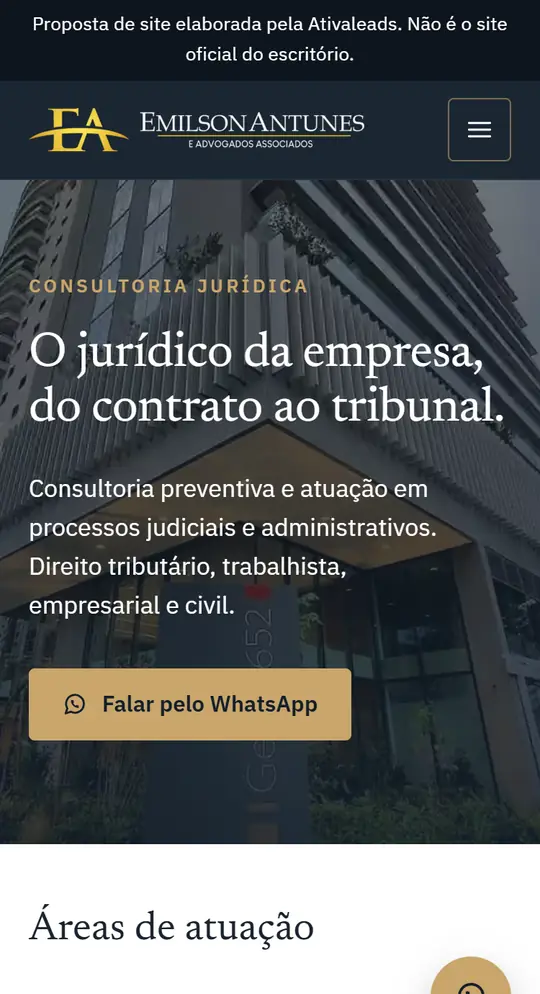 Proposta de site elaborada pela Ativaleads. Não é o site
oficial do escritório.
EA
EMILSON ANTUNES
E ADVOGADOS ASSOCIADOS
CONSULTORIA JURÍDICA
O jurídico da empresa,
do contrato ao tribunal.
Consultoria preventiva e atuação em
processos judiciais e administrativos.
Direito tributário, trabalhista,
empresarial e civil.
652
Falar pelo WhatsApp
Áreas de atuação